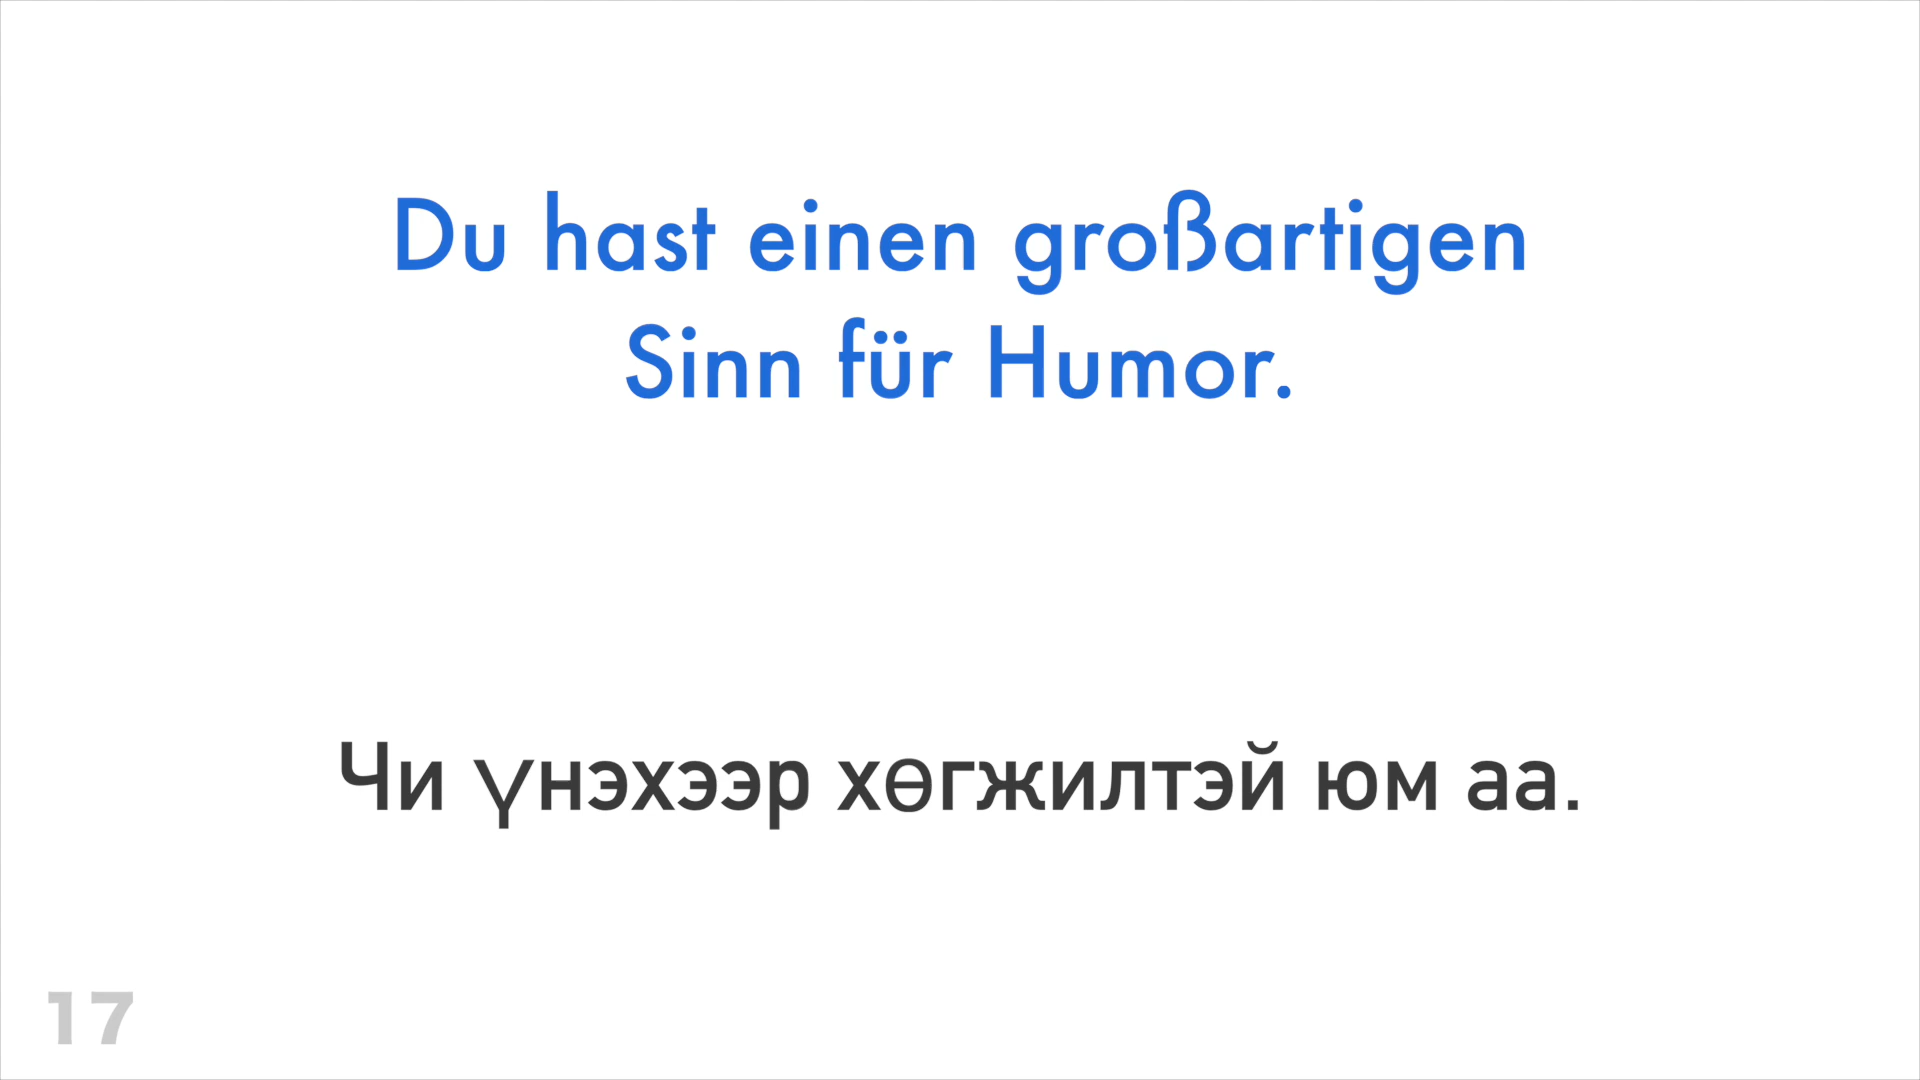 Du hast einen großartigen
Sinn für Humor.
Чи үнэхээр хөгжилтэй юм аа.
17